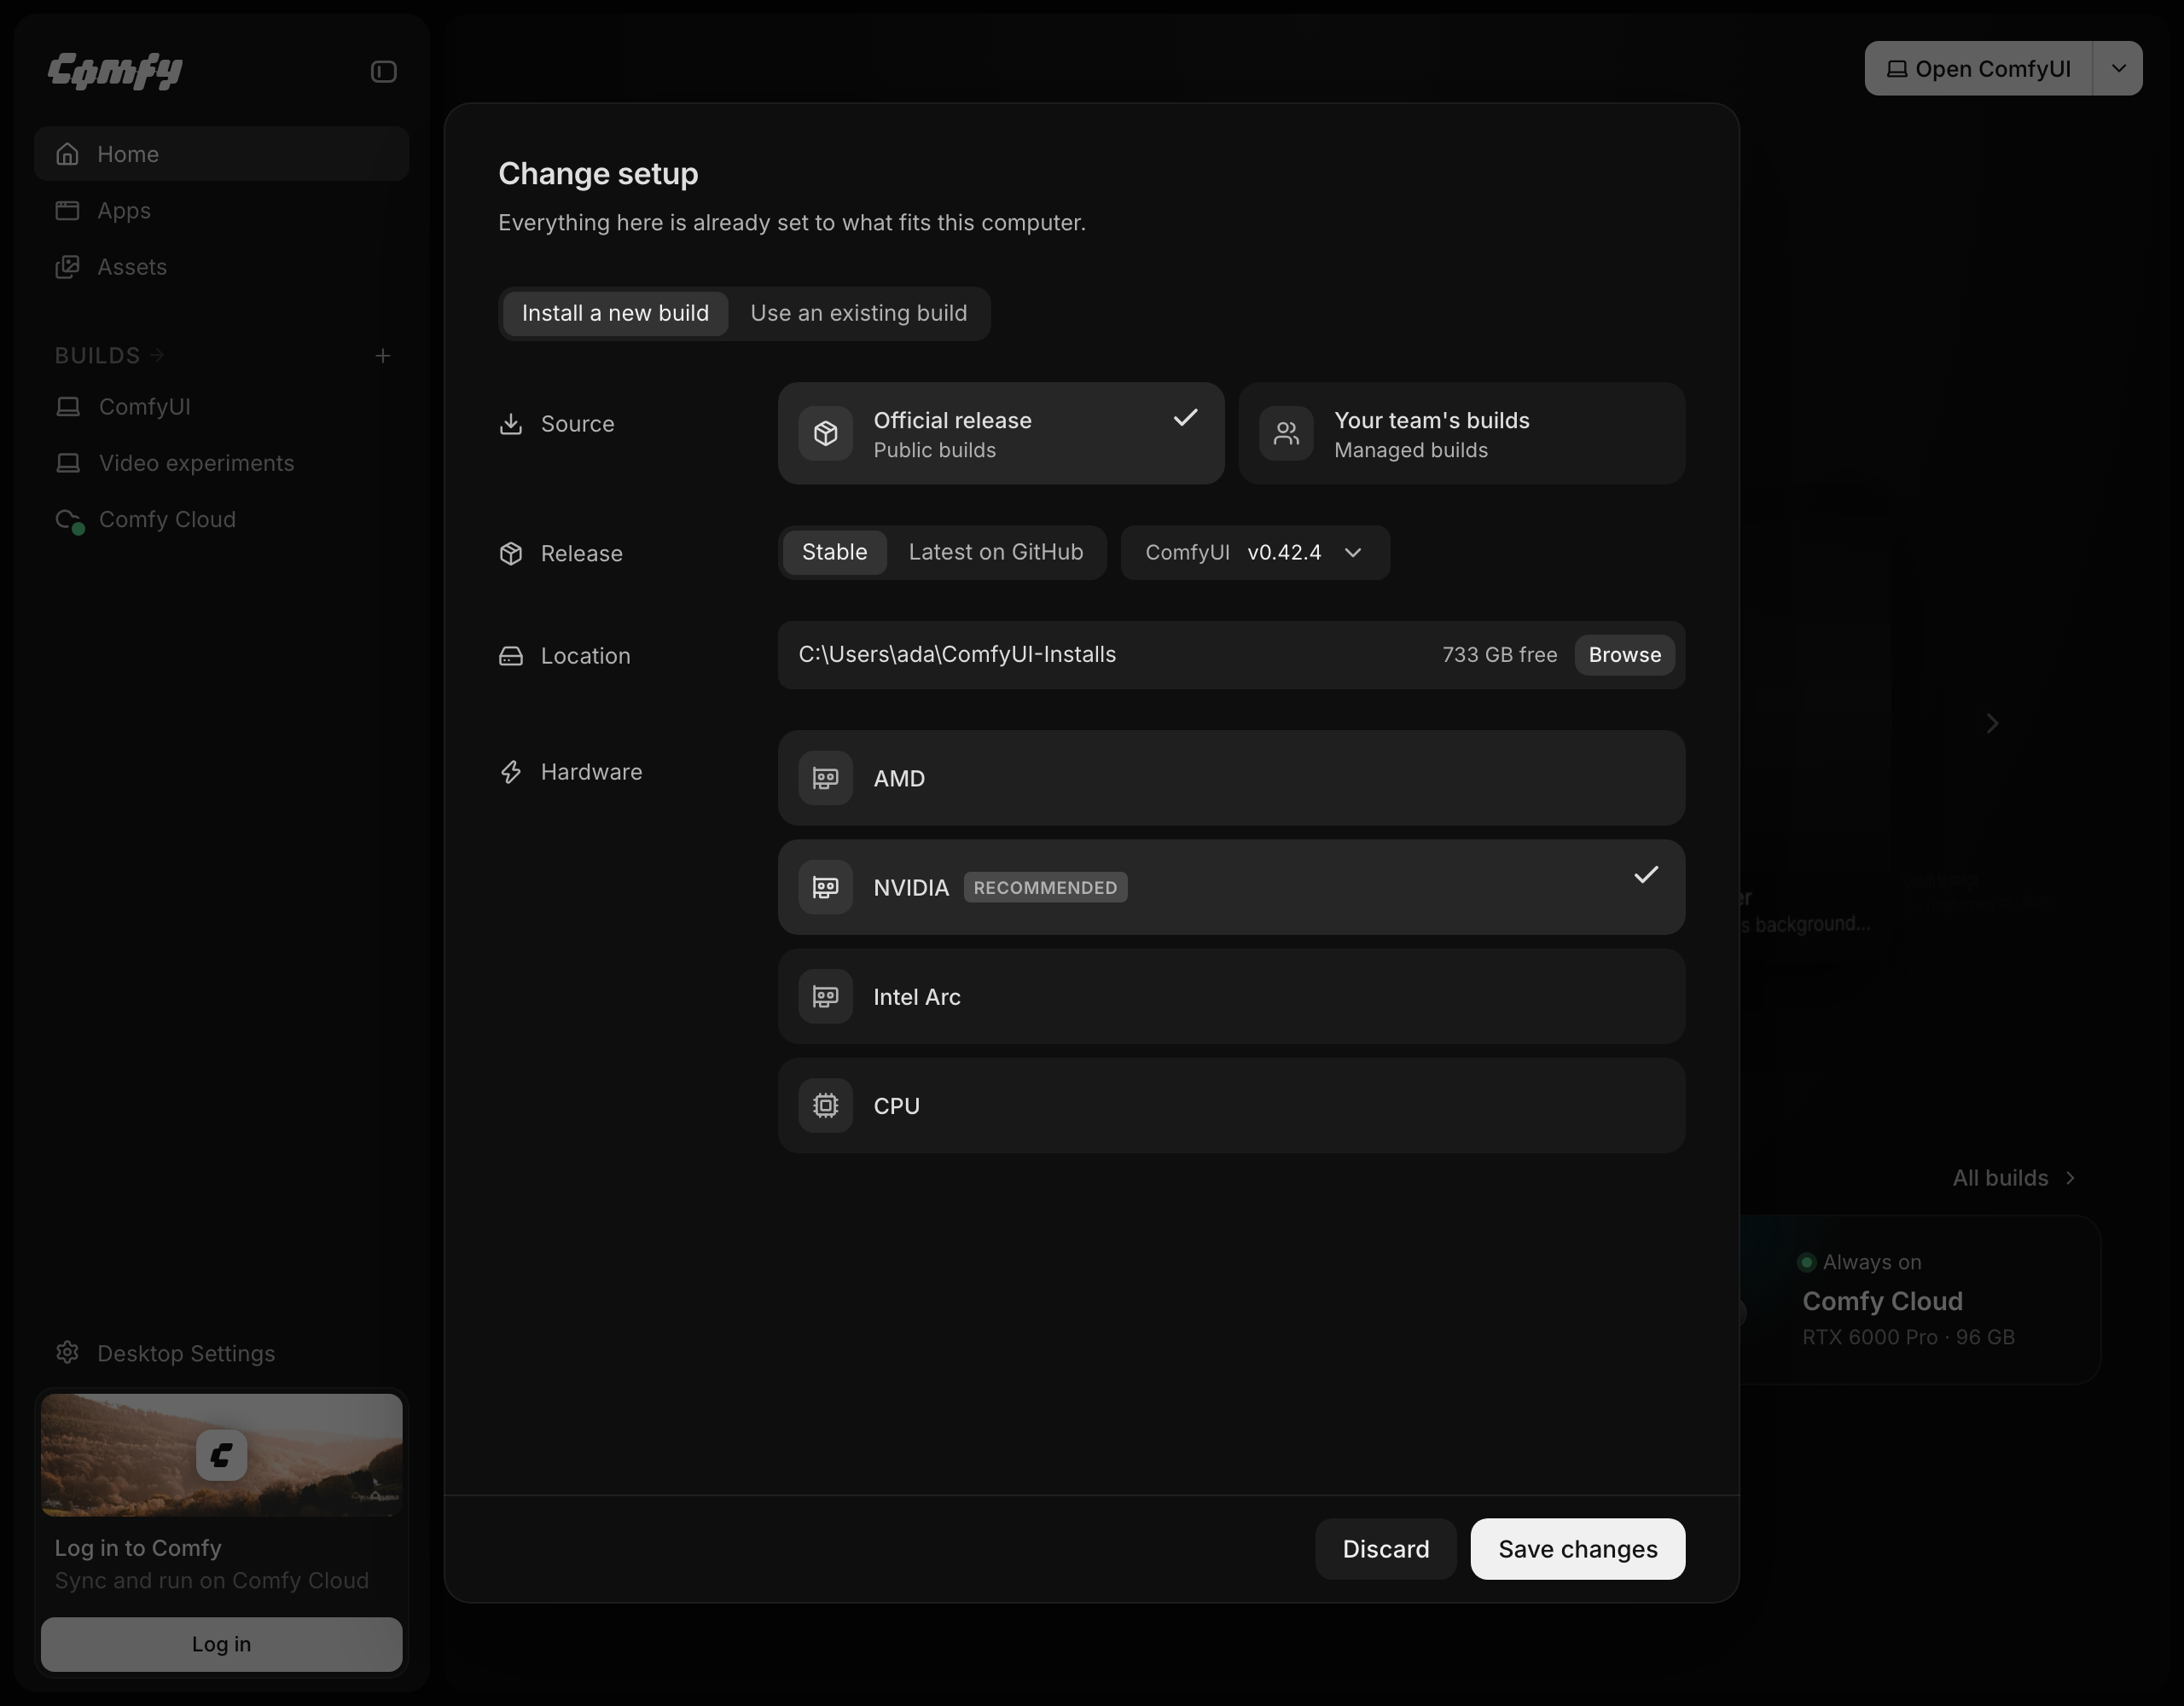 Comfy
Open ComfyUI
Home
Apps
Assets
BUILDS
ComfyUI
Video experiments
Comfy Cloud
Change setup
Everything here is already set to what fits this computer.
Install a new build
Use an existing build
Source
Official release
Public builds
Your team's builds
Managed builds
Release
Stable
Latest on GitHub
ComfyUI v0.42.4
Location
C:\Users\ada\ComfyUI-Installs
733 GB free
Browse
Hardware
AMD
NVIDIA RECOMMENDED
Intel Arc
CPU
Discard
Save changes
s background...
All builds
Always on
Comfy Cloud
RTX 6000 Pro · 96 GB
Desktop Settings
Log in to Comfy
Sync and run on Comfy Cloud
Log in